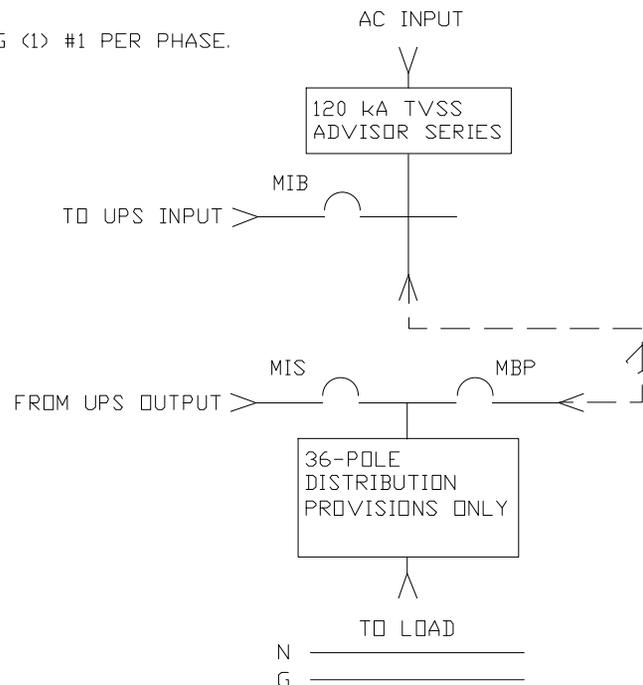 AC INPUT
G (1) #1 PER PHASE.
120 kA TVSS
ADVISOR SERIES
MIB
TO UPS INPUT
MIS
MBP
FROM UPS OUTPUT
36-POLE
DISTRIBUTION
PROVISIONS ONLY
TO LOAD
N
G